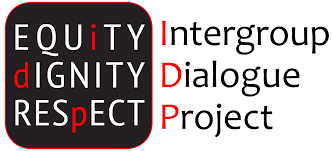 EQUiTY
dIGNITY
RESpECT
Intergroup
Dialogue
Project